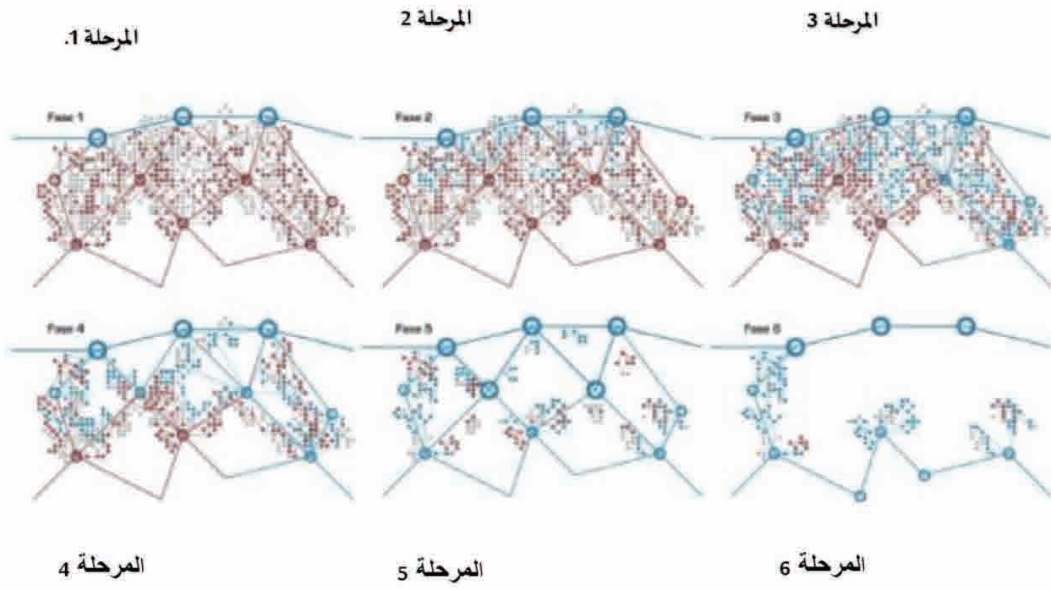 المرحلة 1.
المرحلة 2
المرحلة 3
Fase 1
Fase 2
Fase 3
Fase 4
Fase 5
Fase 6
المرحلة 4
المرحلة 5
المرحلة 6